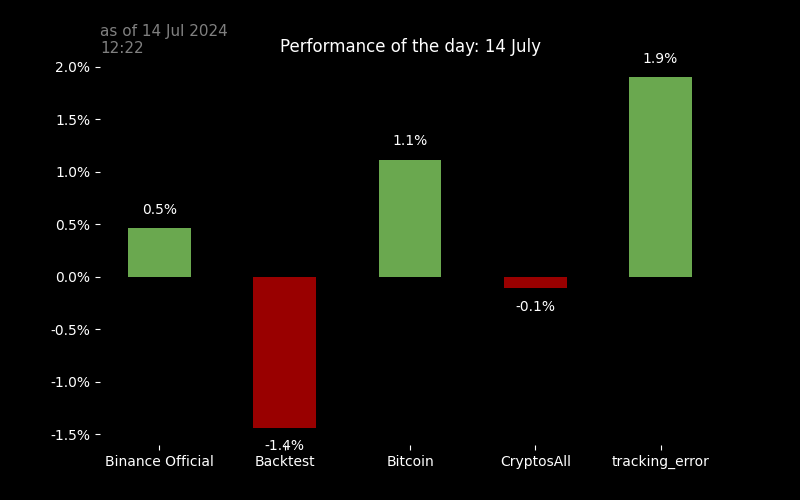 as of 14 Jul 2024
12:22
Performance of the day: 14 July
2.0%
1.5%
1.0%
0.5%
0.0%
-0.5%
-1.0%
-1.5%
0.5%
-1.4%
1.1%
-0.1%
1.9%
Binance Official
Backtest
Bitcoin
CryptosAll
tracking_error